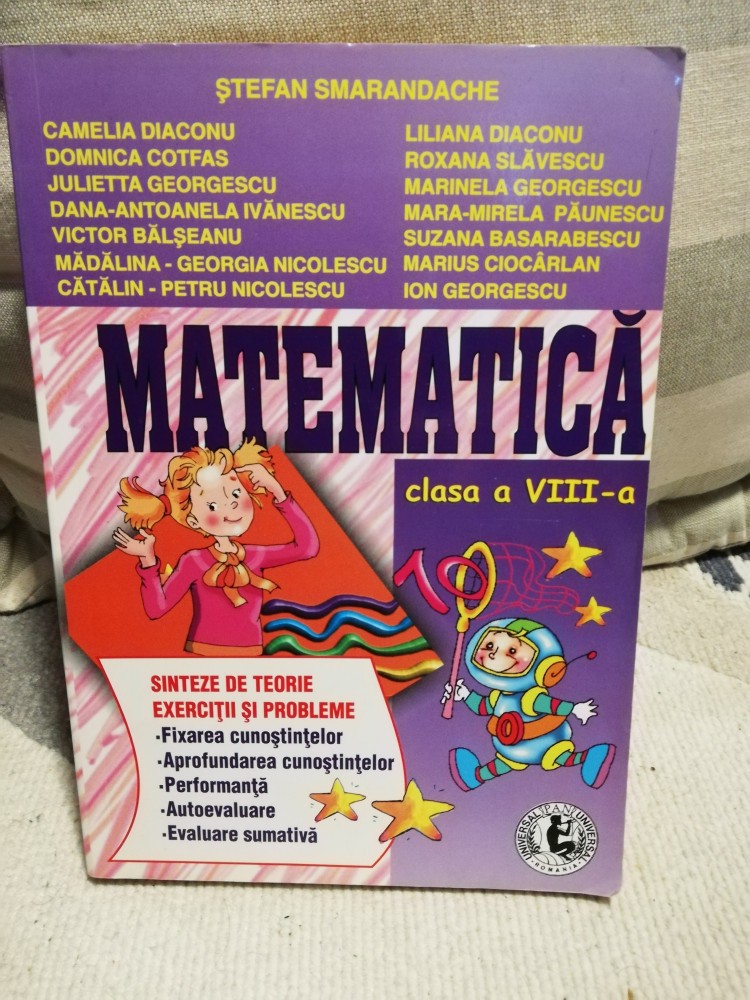 ŞTEFAN SMARANDACHE
CAMELIA DIACONU
DOMNICA COTFAS
JULIETTA GEORGESCU
DANA-ANTOANELA IVĂNESCU
VICTOR BĂLŞEANU
MĂDĂLINA - GEORGIA NICOLESCU
CĂTĂLIN - PETRU NICOLESCU
LILIANA DIACONU
ROXANA SLĂVESCU
MARINELA GEORGESCU
MARA-MIRELA PĂUNESCU
SUZANA BASARABESCU
MARIUS CIOCÂRLAN
ION GEORGESCU
MATEMATICĂ
clasa a VIII-a
10
SINTEZE DE TEORIE
EXERCIŢII ŞI PROBLEME
·Fixarea cunoştinţelor
·Aprofundarea cunoştinţelor
·Performanţă
·Autoevaluare
·Evaluare sumativă
UNIVERSAL PAN UNIVERSAL
ROMANIA